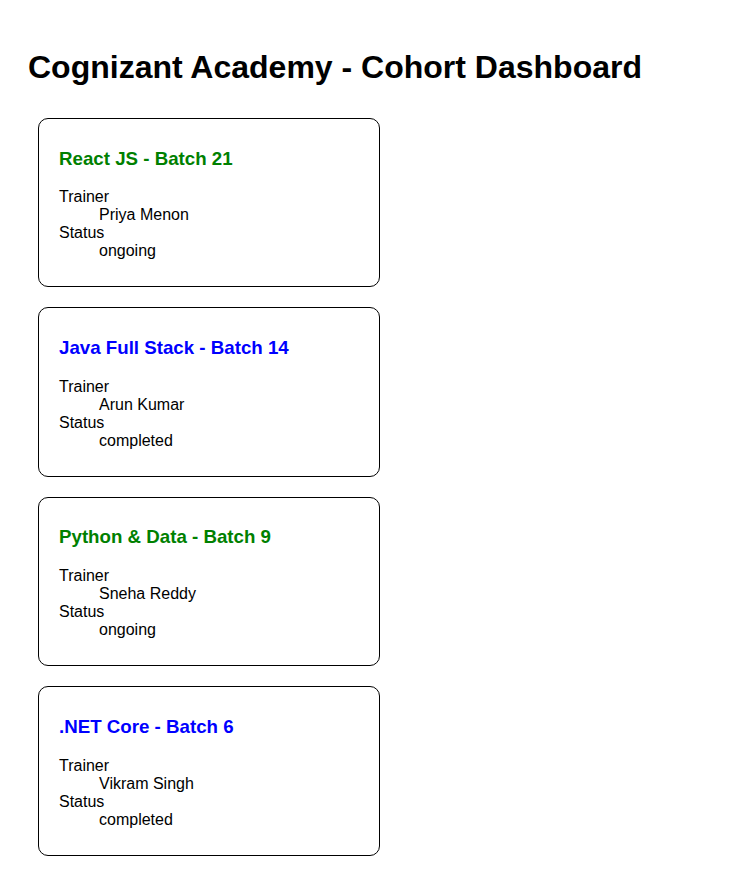 Cognizant Academy - Cohort Dashboard
React JS - Batch 21
Trainer
Priya Menon
Status
ongoing
Java Full Stack - Batch 14
Trainer
Arun Kumar
Status
completed
Python & Data - Batch 9
Trainer
Sneha Reddy
Status
ongoing
.NET Core - Batch 6
Trainer
Vikram Singh
Status
completed